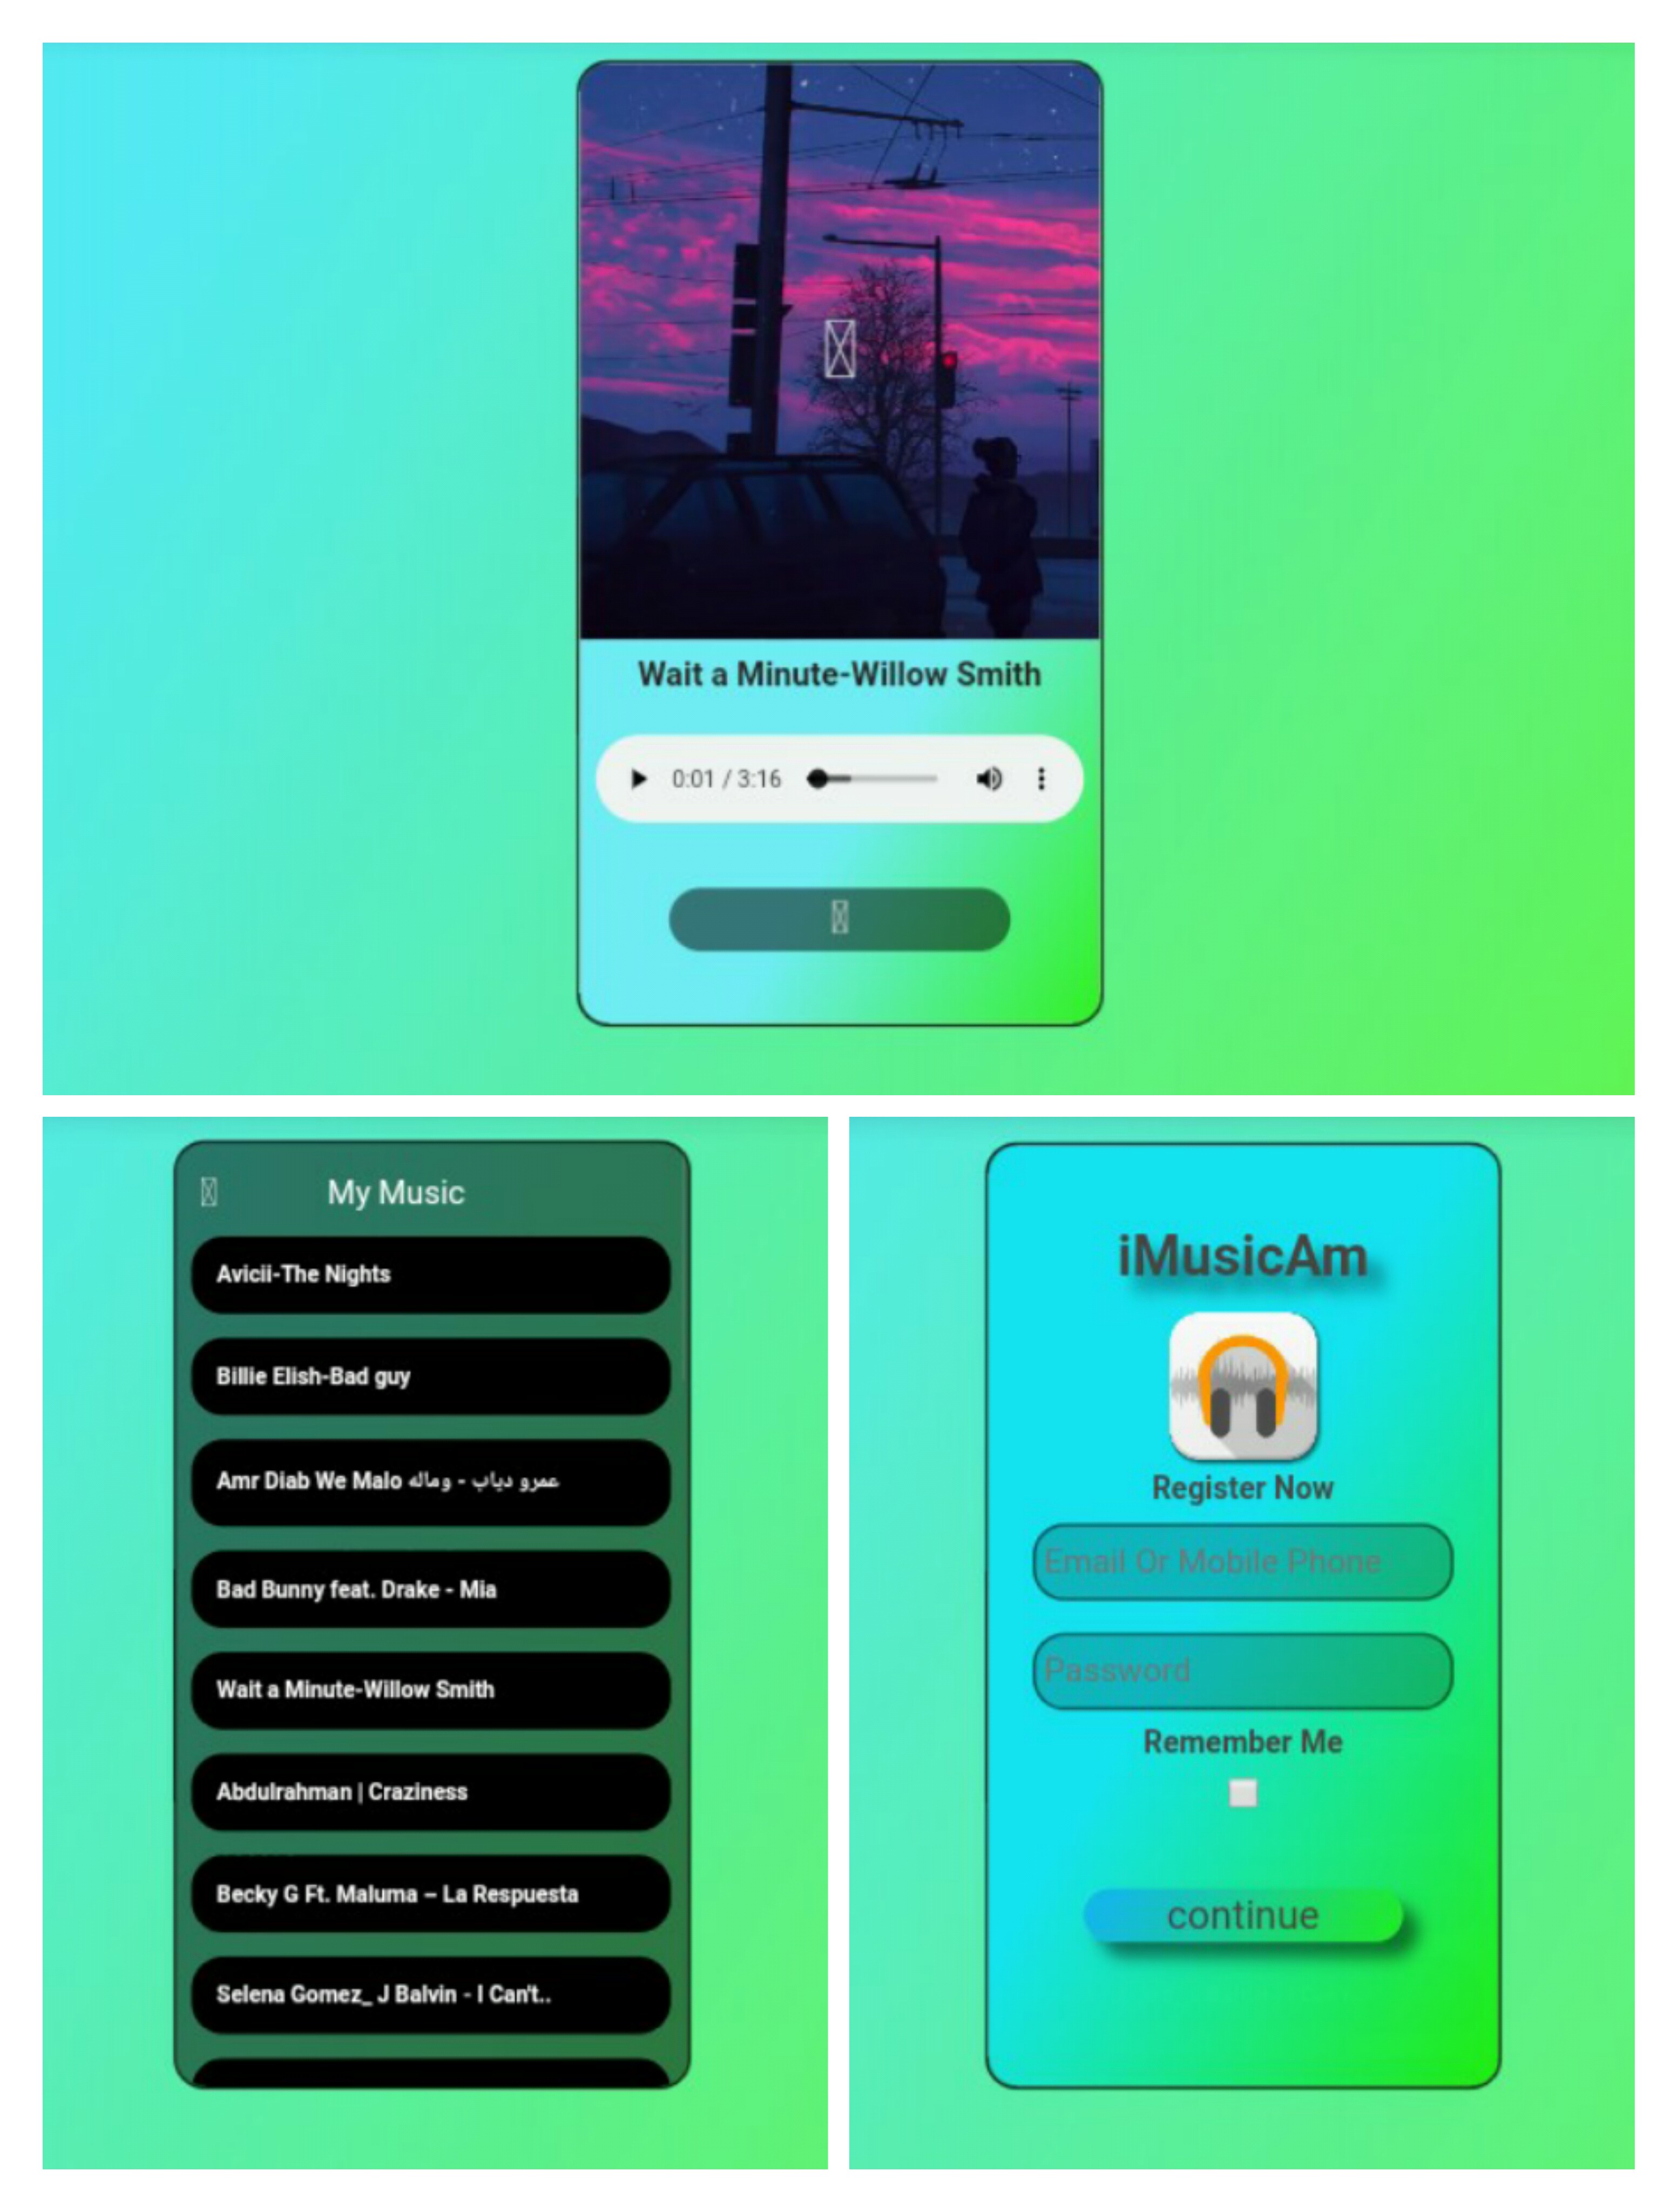 Wait a Minute-Willow Smith
0:01 / 3:16
My Music
Avicii-The Nights
Billie Elish-Bad guy
Amr Diab We Malo عمرو دياب - وماله
Bad Bunny feat. Drake - Mia
Wait a Minute-Willow Smith
Abdulrahman | Craziness
Becky G Ft. Maluma – La Respuesta
Selena Gomez_ J Balvin - I Can't..
iMusicAm
Register Now
Email Or Mobile Phone
Password
Remember Me
continue